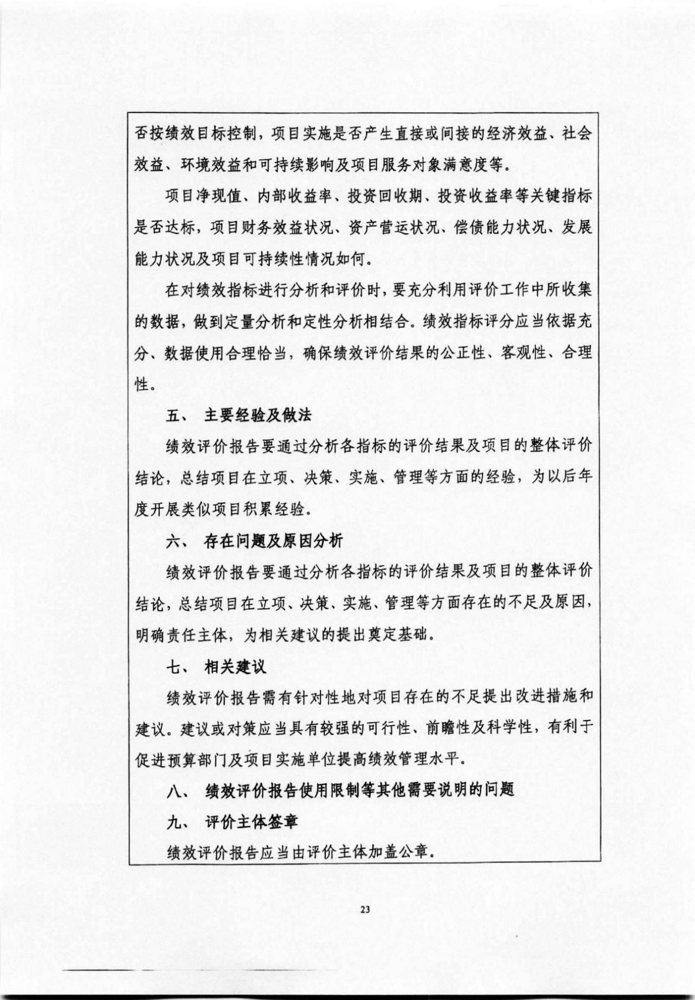 否按绩效目标控制，项目实施是否产生直接或间接的经济效益、社会
效益、环境效益和可持续影响及项目服务对象满意度等。
项目净现值、内部收益率、投资回收期、投资收益率等关键指标
是否达标，项目财务效益状况、资产营运状况、偿债能力状况、发展
能力状况及项目可持续性情况如何。
在对绩效指标进行分析和评价时，要充分利用评价工作中所收集
的数据，做到定量分析和定性分析相结合。绩效指标评分应当依据充
分、数据使用合理恰当，确保绩效评价结果的公正性、客观性、合理
性。
五、 主要经验及做法
绩效评价报告要通过分析各指标的评价结果及项目的整体评价
结论，总结项目在立项、决策、实施、管理等方面的经验，为以后年
度开展类似项目积累经验。
六、 存在问题及原因分析
绩效评价报告要通过分析各指标的评价结果及项目的整体评价
结论，总结项目在立项、决策、实施、管理等方面存在的不足及原因，
明确责任主体，为相关建议的提出奠定基础。
七、 相关建议
绩效评价报告需有针对性地对项目存在的不足提出改进措施和
建议。建议或对策应当具有较强的可行性、前瞻性及科学性，有利于
促进预算部门及项目实施单位提高绩效管理水平。
八、 绩效评价报告使用限制等其他需要说明的问题
九、 评价主体签章
绩效评价报告应当由评价主体加盖公章。
23